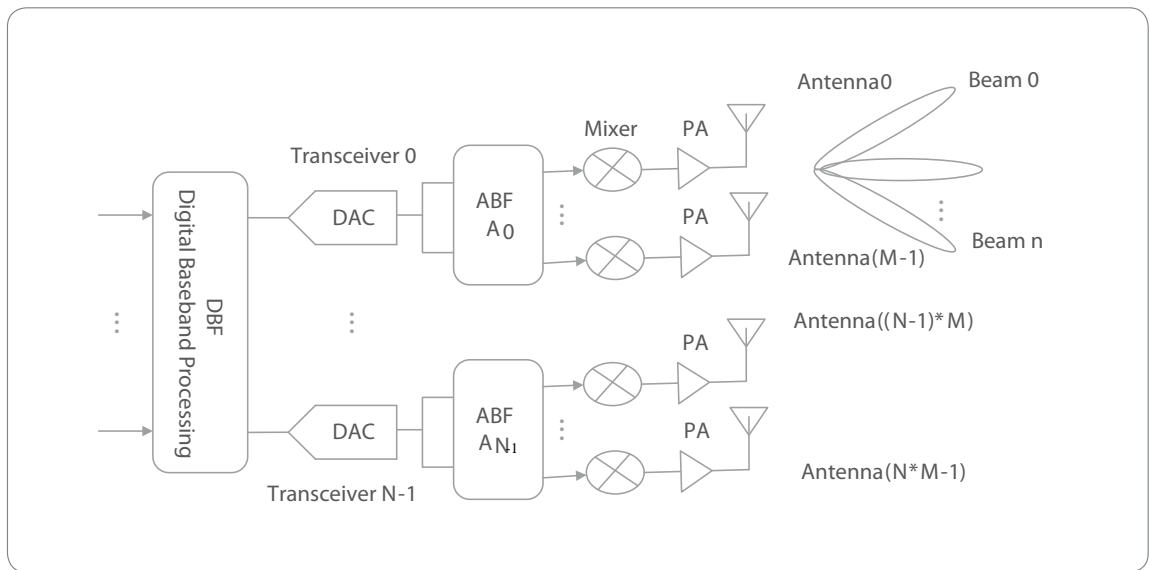 Antenna0
Beam 0
Mixer
PA
Transceiver 0
DAC
ABF
A0
⋮
PA
Antenna(M-1)
⋮
Beam n
DBF
Digital Baseband Processing
⋮
⋮
Antenna((N-1)*M)
PA
DAC
ABF
AN-1
⋮
PA
Transceiver N-1
Antenna(N*M-1)